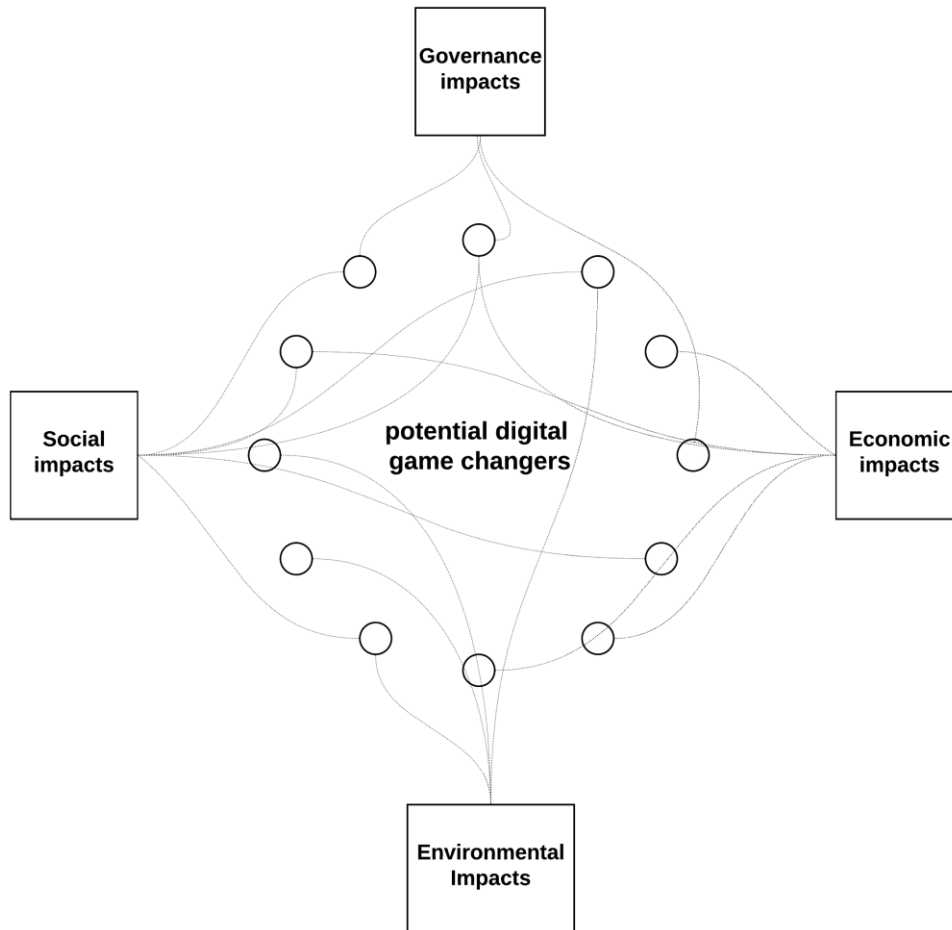 Governance
impacts
Social
impacts
potential digital
game changers
Economic
impacts
Environmental
Impacts